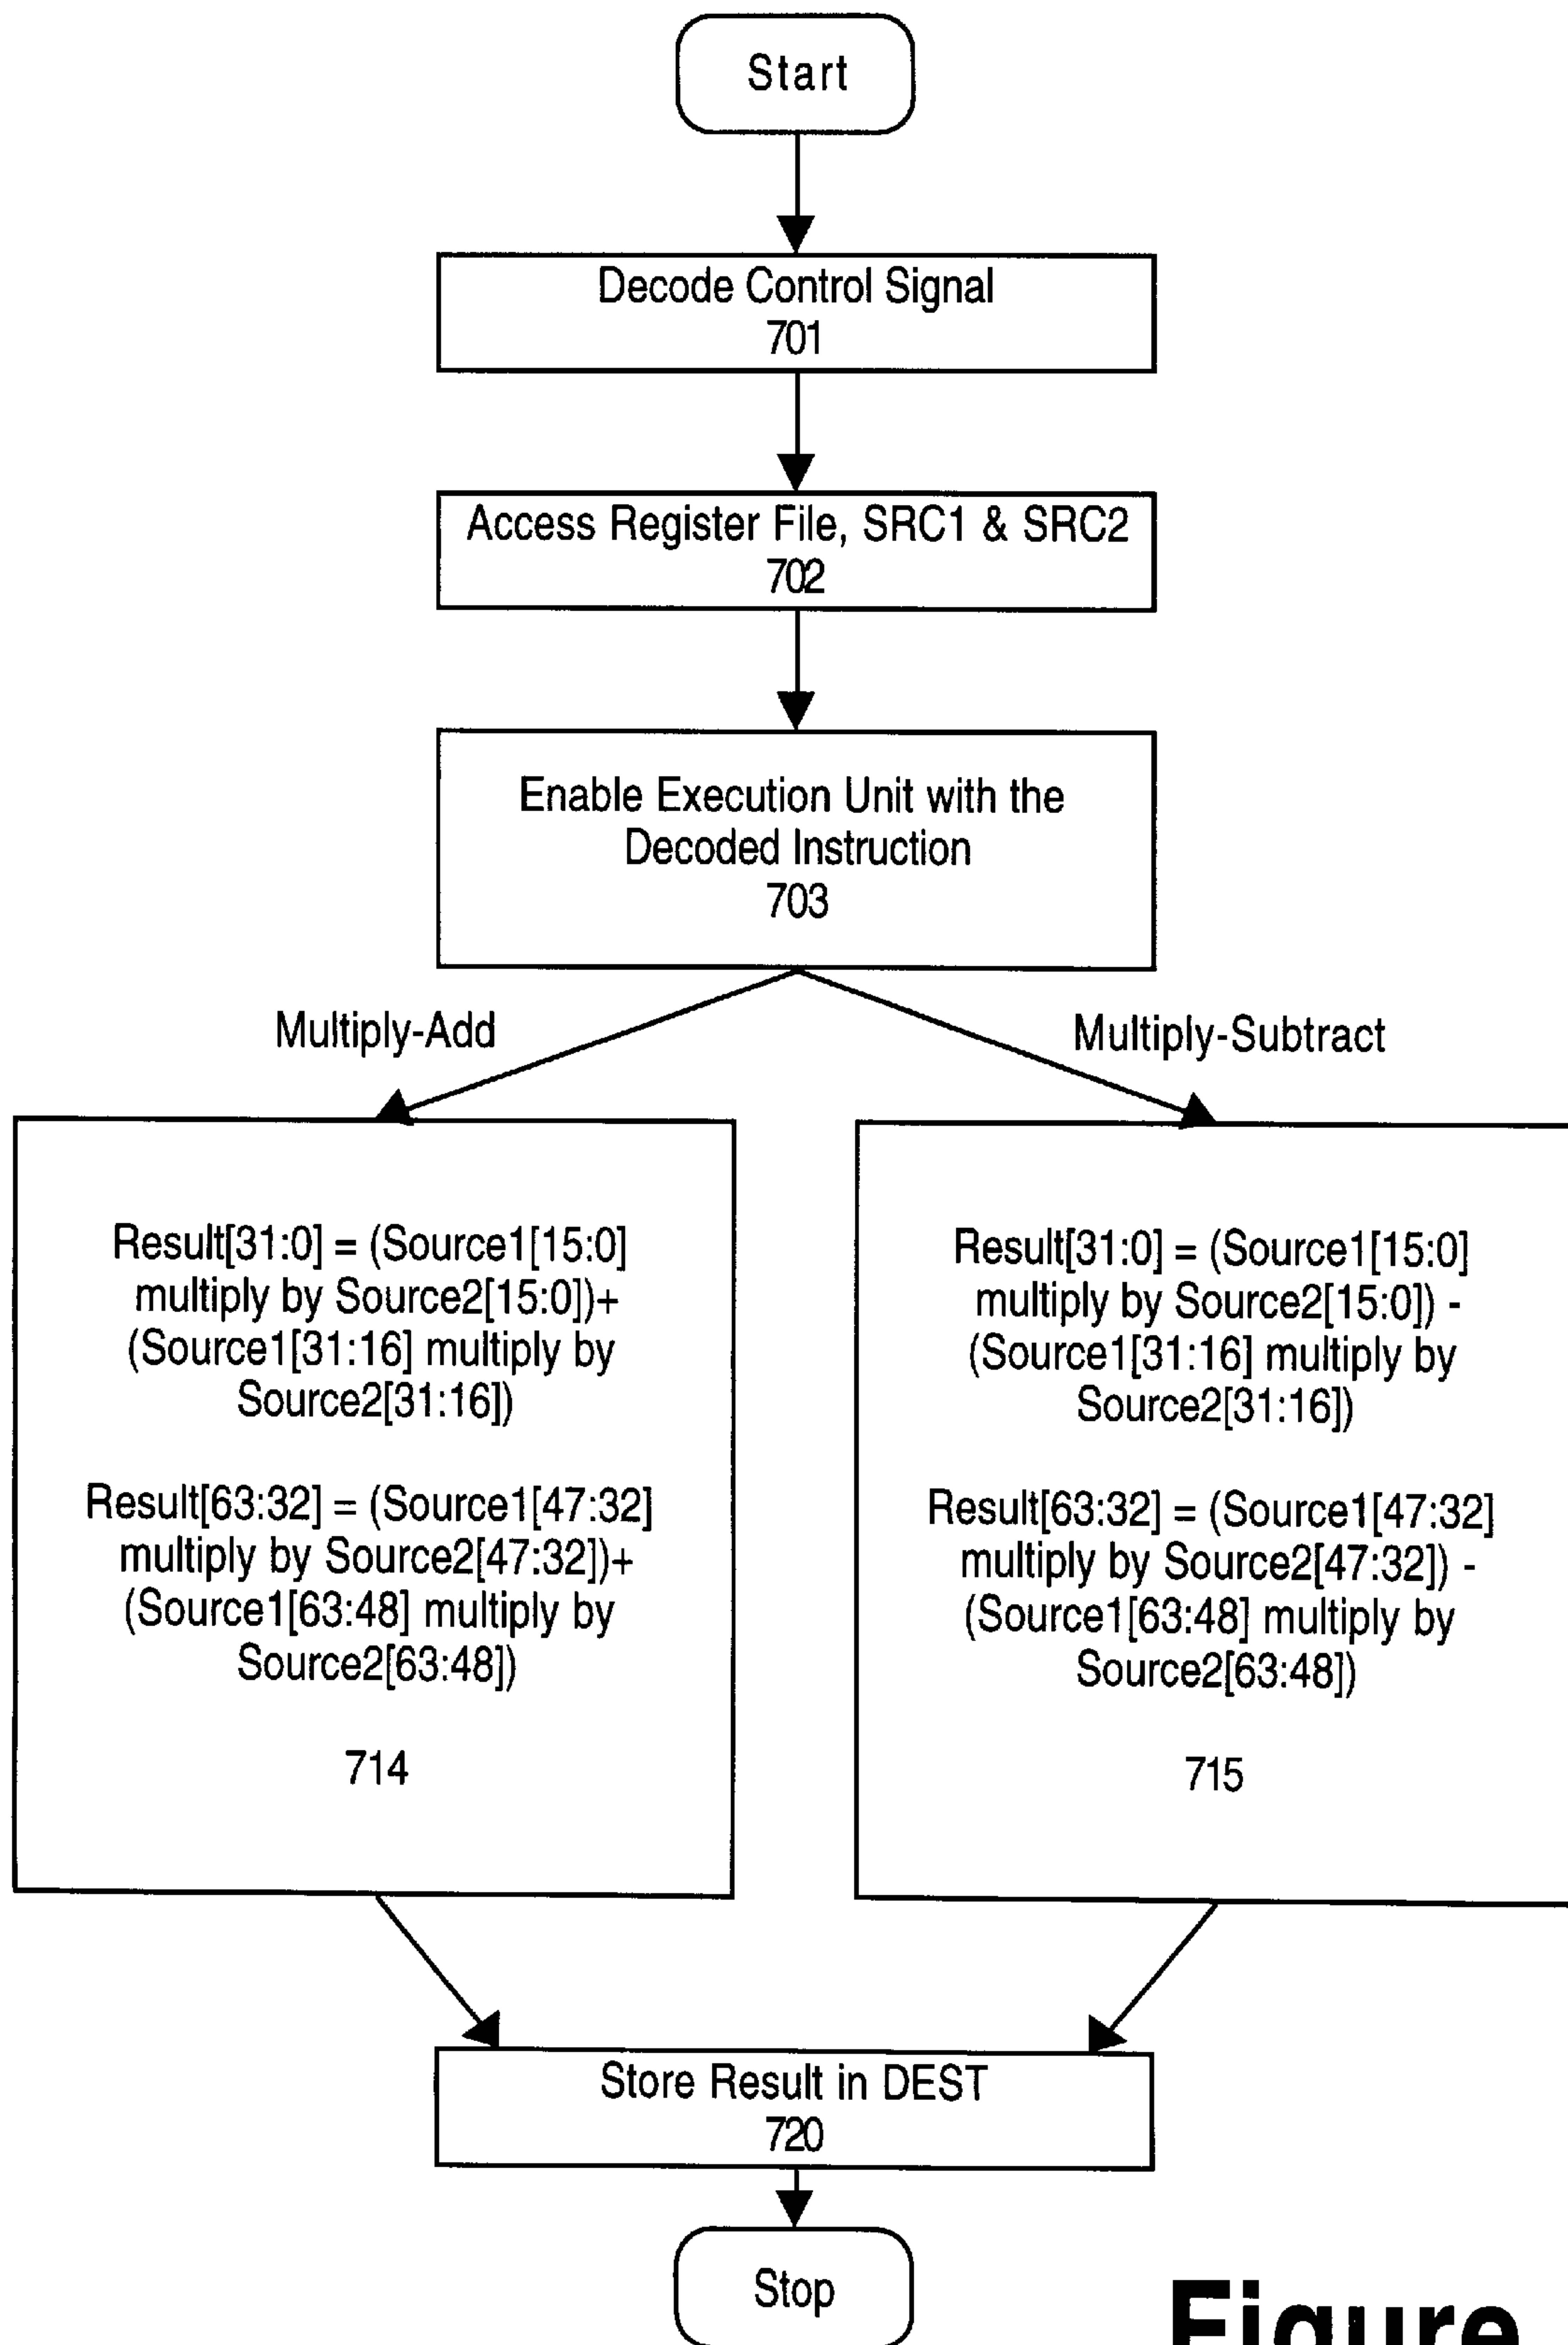 Start
Decode Control Signal
701
Access Register File, SRC1 & SRC2
702
Enable Execution Unit with the
Decoded Instruction
703
Multiply-Add
Multiply-Subtract
Result[31:0] = (Source1[15:0]
multiply by Source2[15:0])+
(Source1[31:16] multiply by
Source2[31:16])
Result[63:32] = (Source1[47:32]
multiply by Source2[47:32])+
(Source1[63:48] multiply by
Source2[63:48])
714
Result[31:0] = (Source1[15:0]
multiply by Source2[15:0]) -
(Source1[31:16] multiply by
Source2[31:16])
Result[63:32] = (Source1[47:32]
multiply by Source2[47:32]) -
(Source1[63:48] multiply by
Source2[63:48])
715
Store Result in DEST
720
Stop
Figure